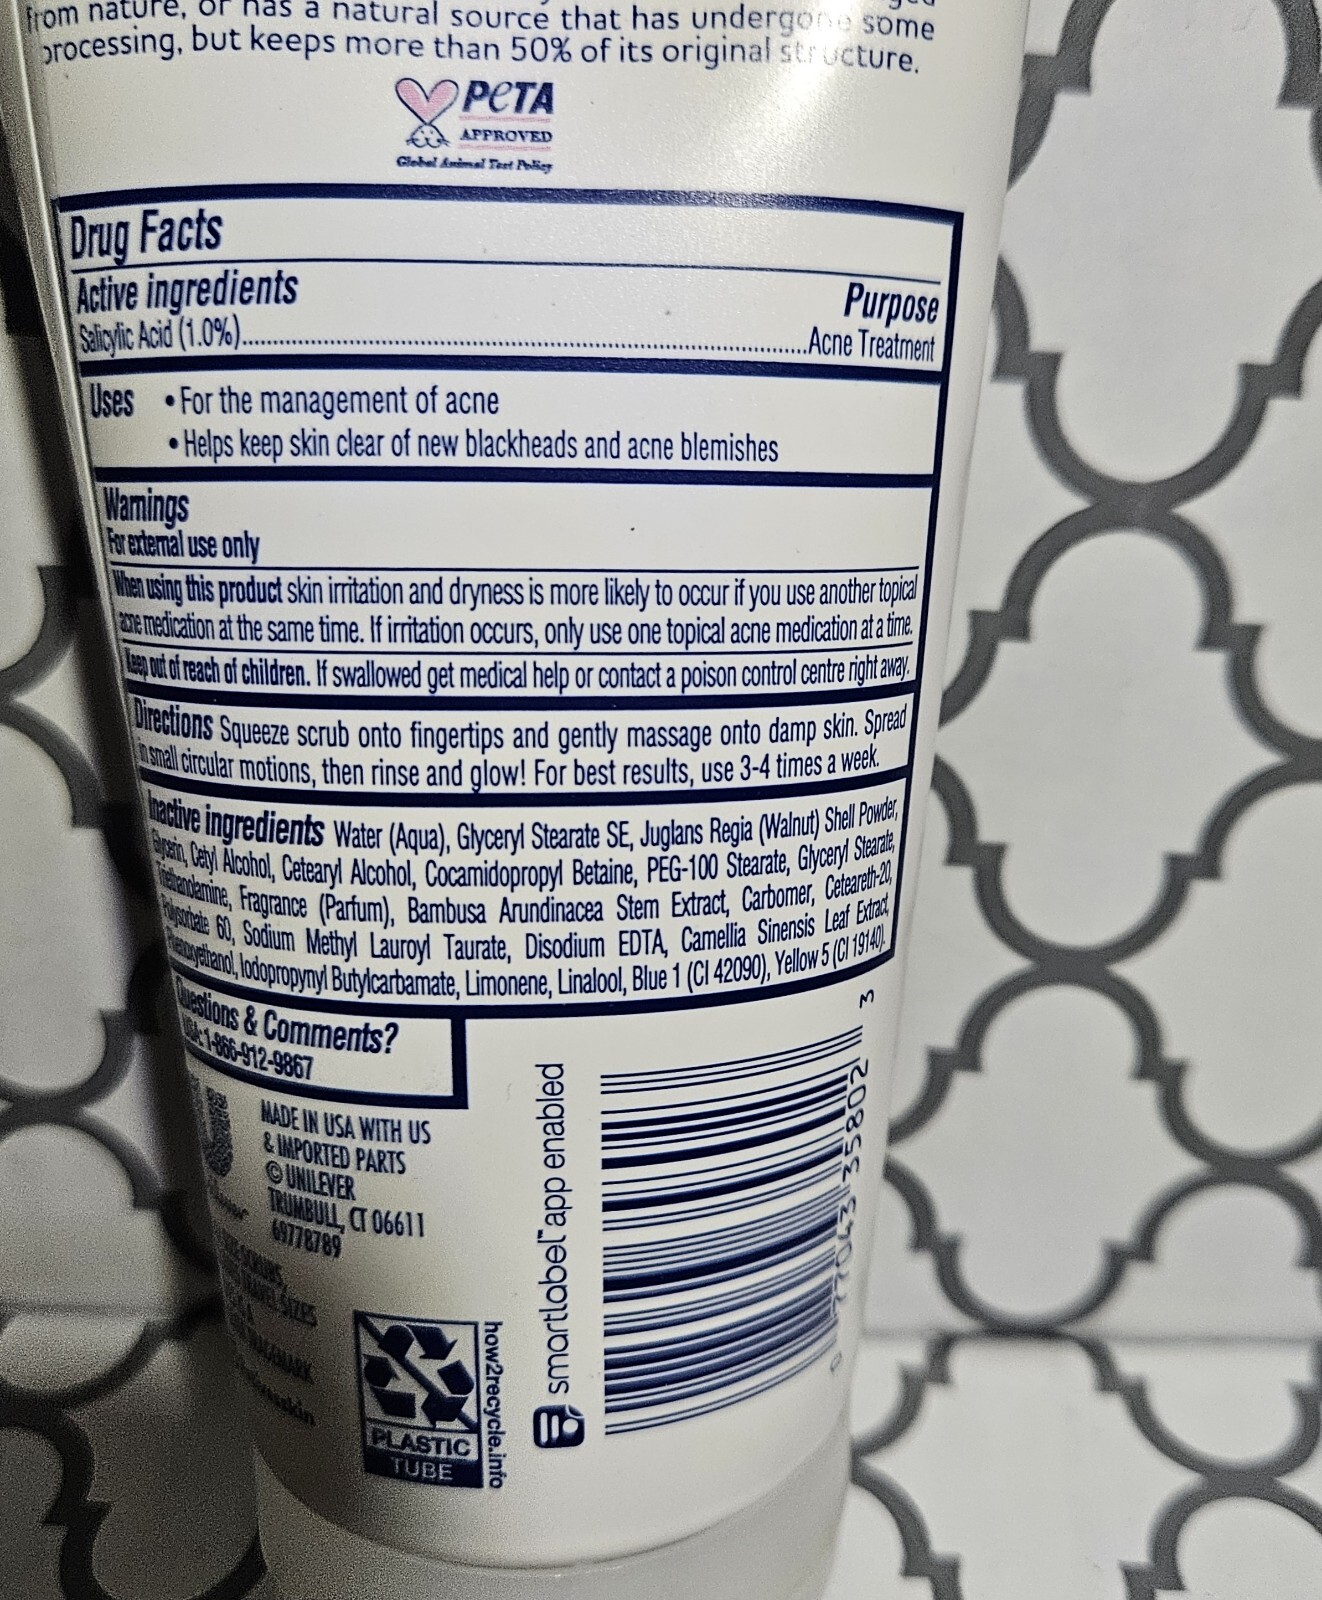 from nature, or has a natural source that has undergone some
processing, but keeps more than 50% of its original structure.
PETA
APPROVED
Global Animal Test Policy
Drug Facts
Active ingredients Purpose
Salicylic Acid (1.0%)..........Acne Treatment
Uses • For the management of acne
• Helps keep skin clear of new blackheads and acne blemishes
Warnings
For external use only
When using this product skin irritation and dryness is more likely to occur if you use another topical
acne medication at the same time. If irritation occurs, only use one topical acne medication at a time.
Keep out of reach of children. If swallowed get medical help or contact a poison control centre right away.
Directions Squeeze scrub onto fingertips and gently massage onto damp skin. Spread
in small circular motions, then rinse and glow! For best results, use 3-4 times a week.
Inactive ingredients Water (Aqua), Glyceryl Stearate SE, Juglans Regia (Walnut) Shell Powder,
Glycerin, Cetyl Alcohol, Cetearyl Alcohol, Cocamidopropyl Betaine, PEG-100 Stearate, Glyceryl Stearate,
Triethanolamine, Fragrance (Parfum), Bambusa Arundinacea Stem Extract, Carbomer, Ceteareth-20,
Polysorbate 60, Sodium Methyl Lauroyl Taurate, Disodium EDTA, Camellia Sinensis Leaf Extract,
Phenoxyethanol, Iodopropynyl Butylcarbamate, Limonene, Linalool, Blue 1 (CI 42090), Yellow 5 (CI 19140).
Questions & Comments?
USA: 1-866-912-9867
MADE IN USA WITH US
& IMPORTED PARTS
© UNILEVER
TRUMBULL, CT 06611
69778789
SCRUBS,
TRAVEL SIZES
TRADEMARK
PLASTIC
TUBE
how2recycle.info
smartlabel™ app enabled
0 77043 35802 3